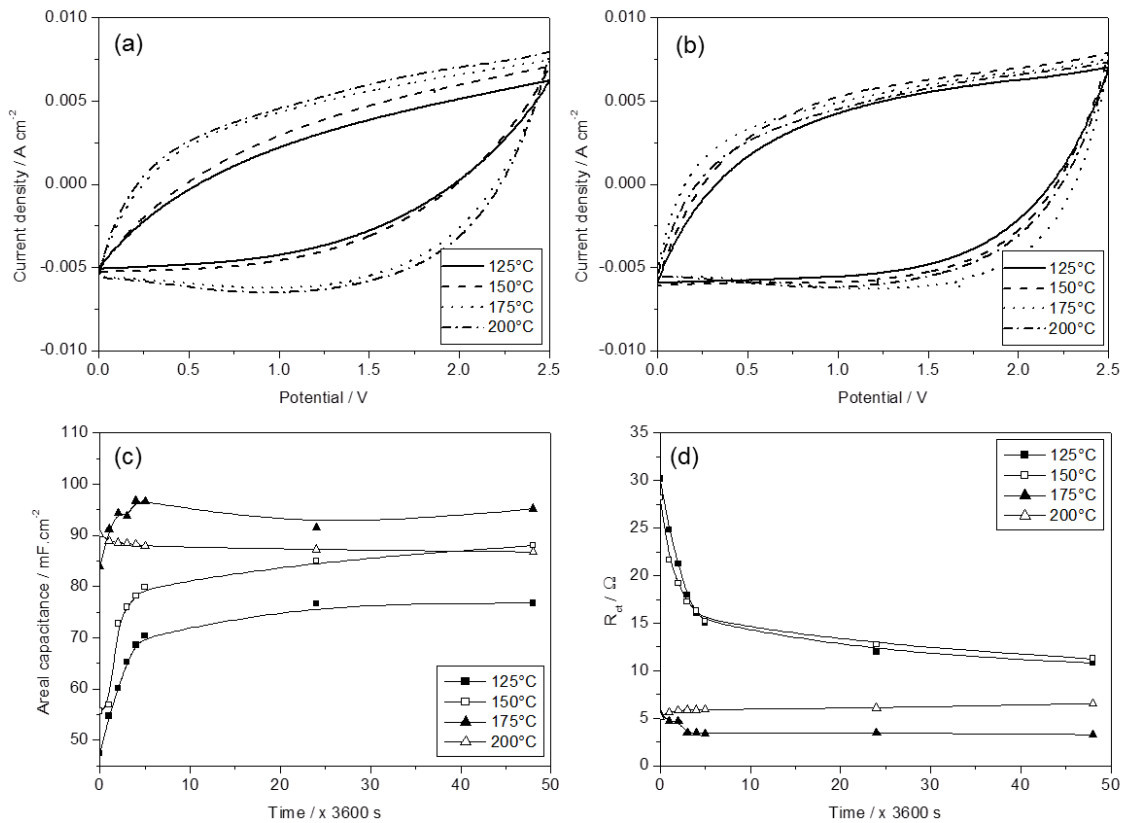 (a)
0.010
0.005
0.000
-0.005
-0.010
Current density / A cm⁻²
0.0 0.5 1.0 1.5 2.0 2.5
Potential / V
125°C
150°C
175°C
200°C
(b)
0.010
0.005
0.000
-0.005
-0.010
Current density / A cm⁻²
0.0 0.5 1.0 1.5 2.0 2.5
Potential / V
125°C
150°C
175°C
200°C
(c)
110
100
90
80
70
60
50
Areal capacitance / mF.cm⁻²
0 10 20 30 40 50
Time / x 3600 s
125°C
150°C
175°C
200°C
(d)
35
30
25
20
15
10
5
0
R_ct / Ω
0 10 20 30 40 50
Time / x 3600 s
125°C
150°C
175°C
200°C